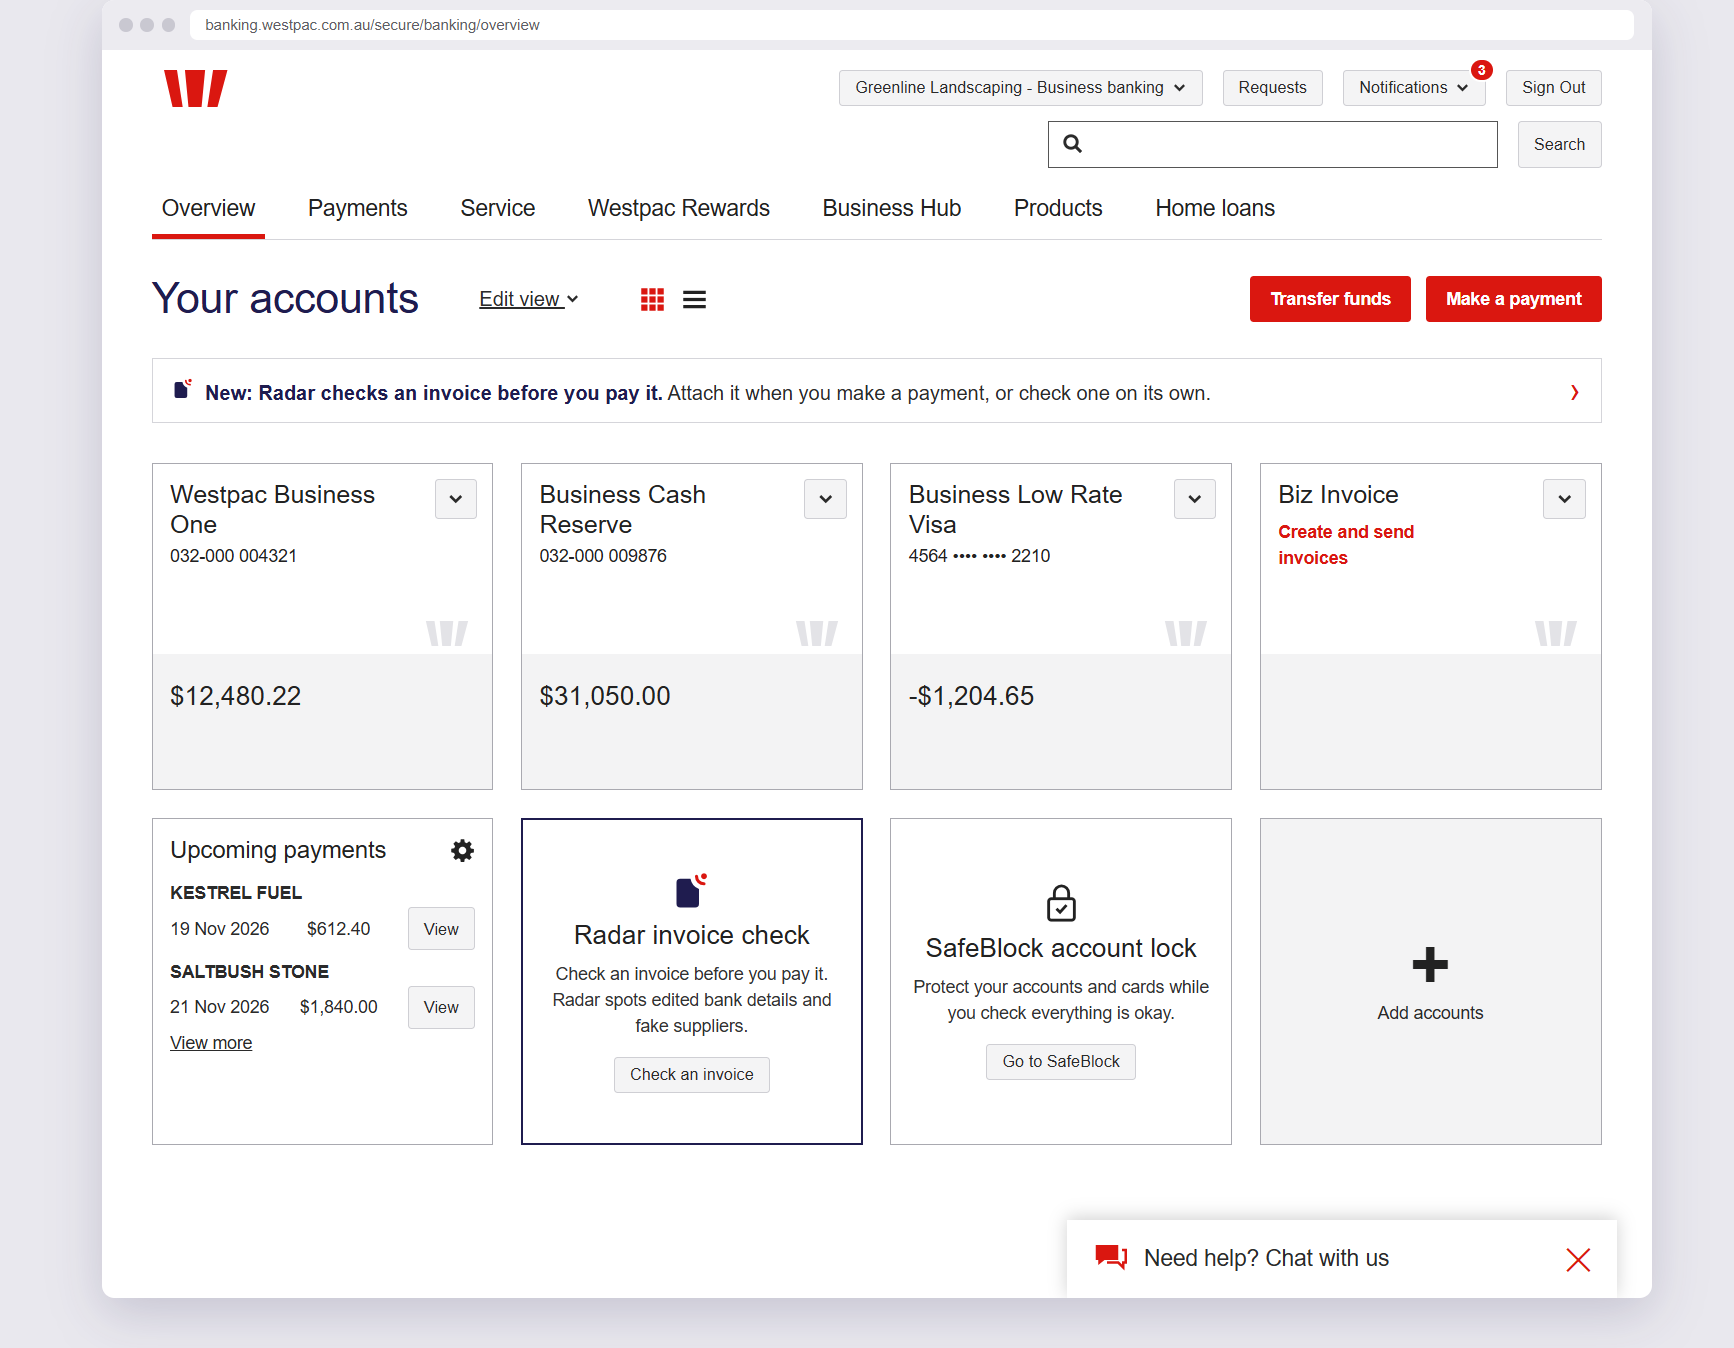 banking.westpac.com.au/secure/banking/overview
Greenline Landscaping - Business banking
Requests
Notifications
3
Sign Out
Search
Overview
Payments
Service
Westpac Rewards
Business Hub
Products
Home loans
Your accounts
Edit view
Transfer funds
Make a payment
New: Radar checks an invoice before you pay it. Attach it when you make a payment, or check one on its own.
Westpac Business
One
032-000 004321
$12,480.22
Business Cash
Reserve
032-000 009876
$31,050.00
Business Low Rate
Visa
4564 •••• •••• 2210
-$1,204.65
Biz Invoice
Create and send
invoices
Upcoming payments
KESTREL FUEL
19 Nov 2026 $612.40 View
SALTBUSH STONE
21 Nov 2026 $1,840.00 View
View more
Radar invoice check
Check an invoice before you pay it.
Radar spots edited bank details and
fake suppliers.
Check an invoice
SafeBlock account lock
Protect your accounts and cards while
you check everything is okay.
Go to SafeBlock
Add accounts
Need help? Chat with us